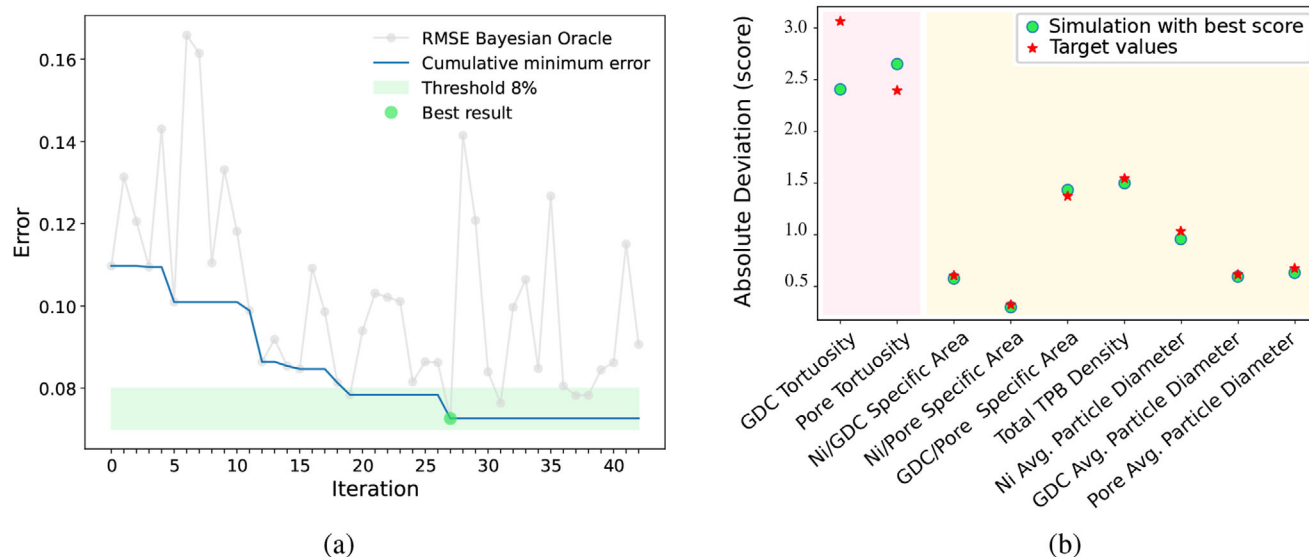 RMSE Bayesian Oracle
Cumulative minimum error
Threshold 8%
Best result
Error
0.16
0.14
0.12
0.10
0.08
0 5 10 15 20 25 30 35 40
Iteration
(a)
Simulation with best score
Target values
Absolute Deviation (score)
3.0
2.5
2.0
1.5
1.0
0.5
GDC Tortuosity
Pore Tortuosity
Ni/GDC Specific Area
Ni/Pore Specific Area
GDC/Pore Specific Area
Total TPB Density
Ni Avg. Particle Diameter
GDC Avg. Particle Diameter
Pore Avg. Particle Diameter
(b)